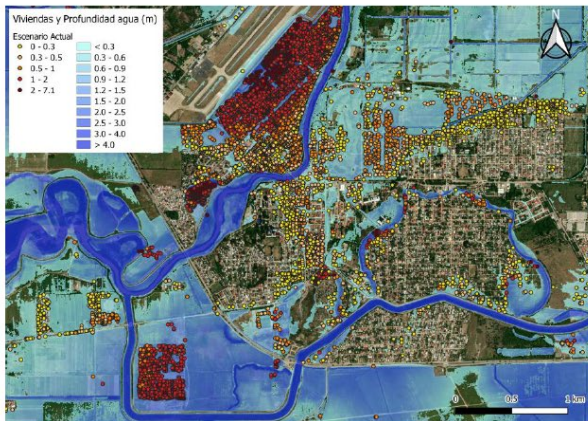 Viviendas y Profundidad agua (m)
Escenario Actual
0 - 0.3
0.3 - 0.5
0.5 - 1
1 - 2
2 - 7.1
< 0.3
0.3 - 0.6
0.6 - 0.9
0.9 - 1.2
1.2 - 1.5
1.5 - 2.0
2.0 - 2.5
2.5 - 3.0
3.0 - 4.0
> 4.0
N
0 0.5 1 km